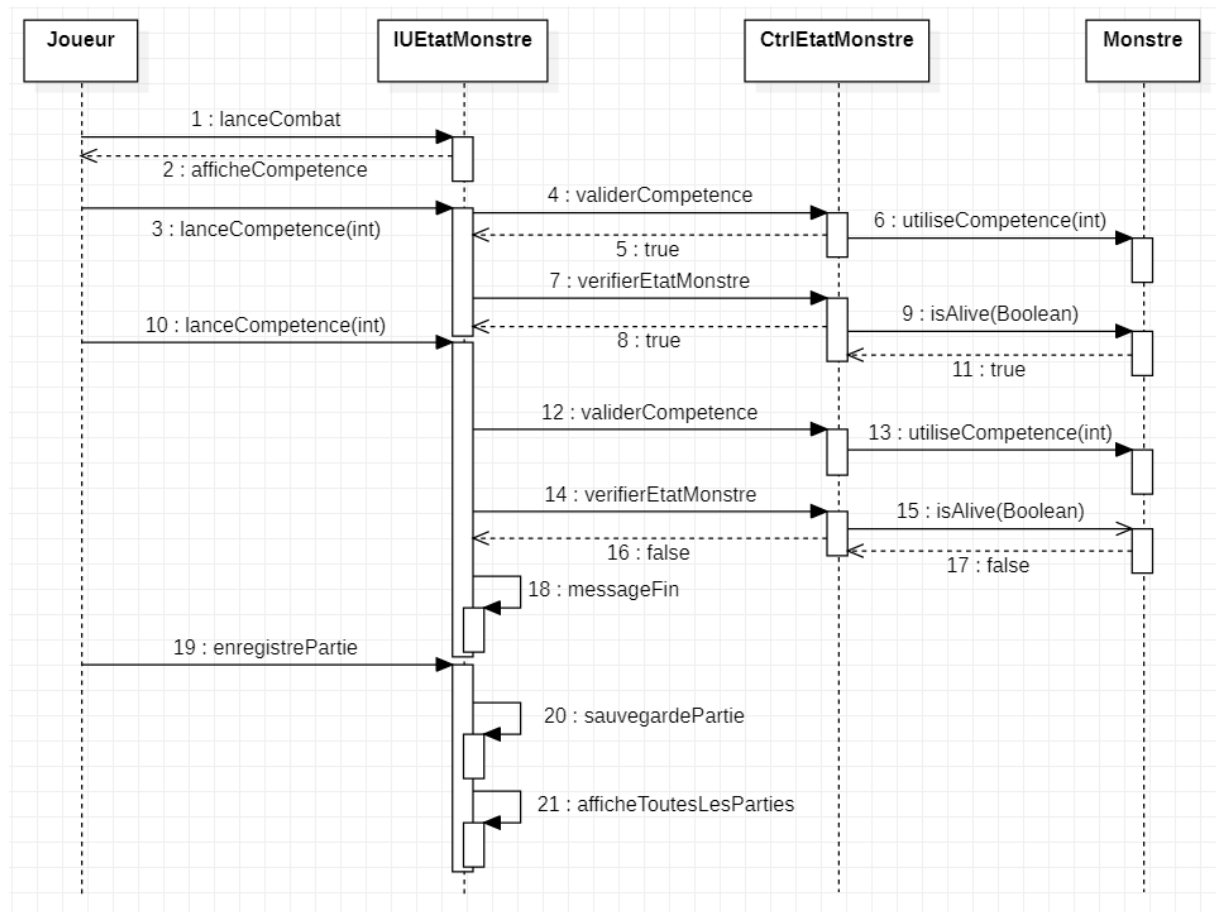 Joueur
IUEtatMonstre
CtrlEtatMonstre
Monstre
1 : lanceCombat
2 : afficheCompetence
3 : lanceCompetence(int)
4 : validerCompetence
5 : true
6 : utiliseCompetence(int)
7 : verifierEtatMonstre
8 : true
9 : isAlive(Boolean)
10 : lanceCompetence(int)
11 : true
12 : validerCompetence
13 : utiliseCompetence(int)
14 : verifierEtatMonstre
15 : isAlive(Boolean)
16 : false
17 : false
18 : messageFin
19 : enregistrePartie
20 : sauvegardePartie
21 : afficheToutesLesParties